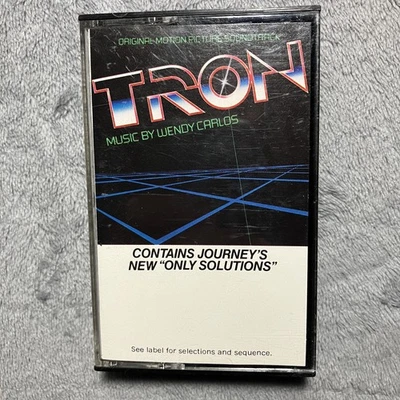 ORIGINAL MOTION PICTURE SOUNDTRACK
TRON
MUSIC BY WENDY CARLOS
CONTAINS JOURNEY'S
NEW "ONLY SOLUTIONS"
See label for selections and sequence.